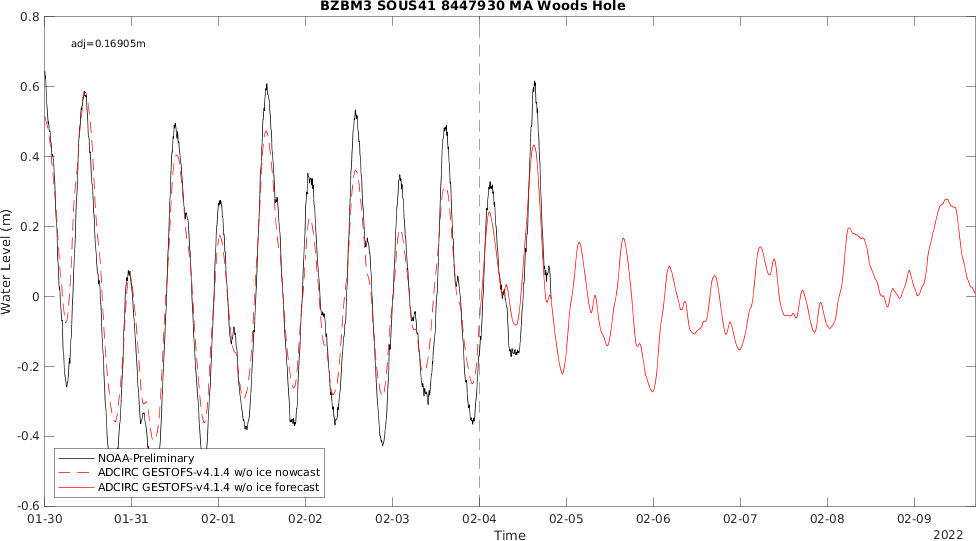 BZBM3 SOUS41 8447930 MA Woods Hole
adj=0.16905m
Water Level (m)
0.8
0.6
0.4
0.2
0
-0.2
-0.4
-0.6
NOAA-Preliminary
ADCIRC GESTOFS-v4.1.4 w/o ice nowcast
ADCIRC GESTOFS-v4.1.4 w/o ice forecast
01-30 01-31 02-01 02-02 02-03 02-04 02-05 02-06 02-07 02-08 02-09
Time
2022